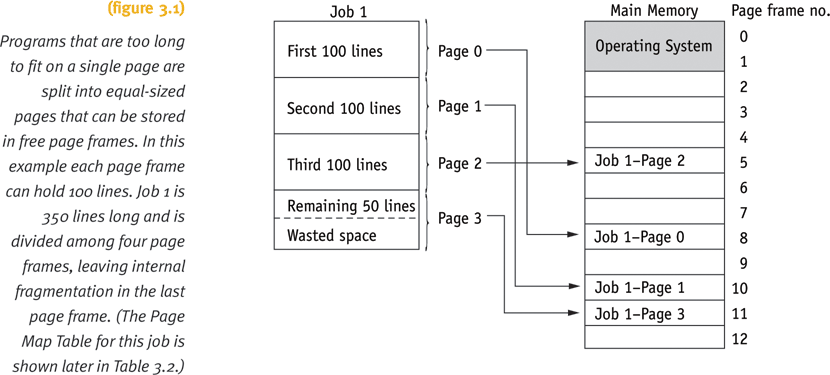 (figure 3.1)
Programs that are too long
to fit on a single page are
split into equal-sized
pages that can be stored
in free page frames. In this
example each page frame
can hold 100 lines. Job 1 is
350 lines long and is
divided among four page
frames, leaving internal
fragmentation in the last
page frame. (The Page
Map Table for this job is
shown later in Table 3.2.)
Job 1
First 100 lines
Page 0
Second 100 lines
Page 1
Third 100 lines
Page 2
Remaining 50 lines
Wasted space
Page 3
Main Memory
Page frame no.
Operating System
0
1
2
3
4
Job 1–Page 2
5
6
7
Job 1–Page 0
8
9
Job 1–Page 1
10
Job 1–Page 3
11
12